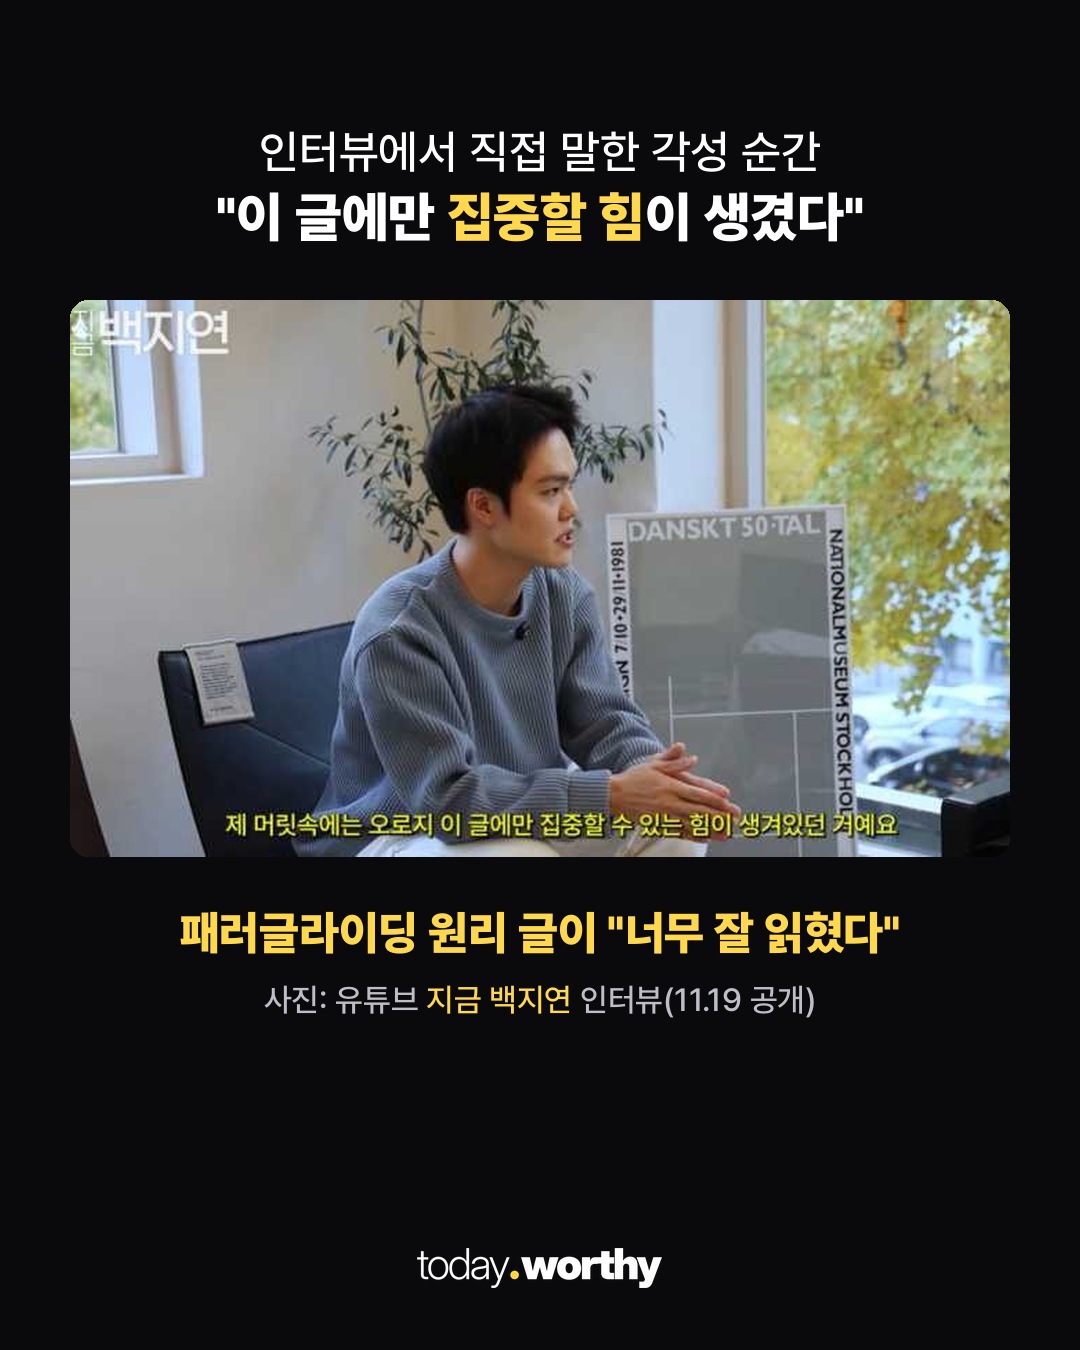 인터뷰에서 직접 말한 각성 순간
"이 글에만 집중할 힘이 생겼다"
지금 백지연
DANSKT 50·TAL
NATIONALMUSEUM STOCKHOL
7/10-29/11·1981
제 머릿속에는 오로지 이 글에만 집중할 수 있는 힘이 생겨있던 거예요
패러글라이딩 원리 글이 "너무 잘 읽혔다"
사진: 유튜브 지금 백지연 인터뷰(11.19 공개)
today.worthy